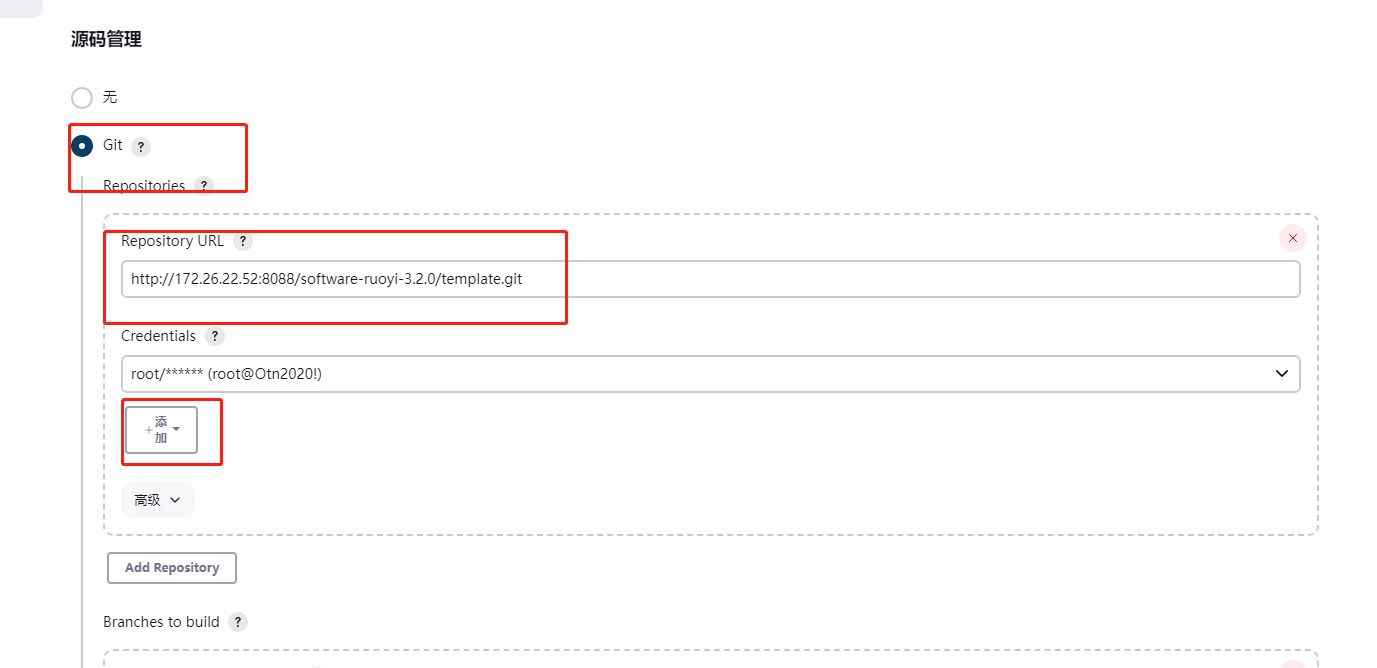 源码管理
无
Git ?
Repositories ?
Repository URL ?
http://172.26.22.52:8088/software-ruoyi-3.2.0/template.git
Credentials ?
root/****** (root@Otn2020!)
+添
加
高级
Add Repository
Branches to build ?